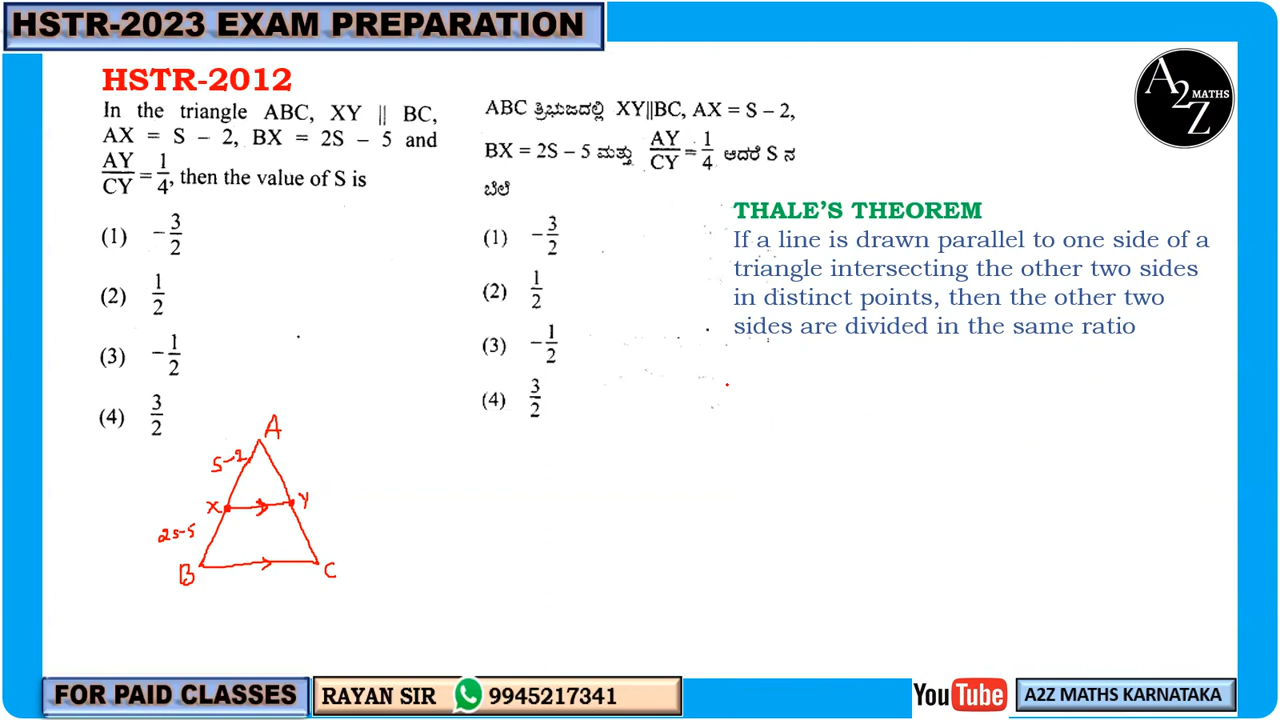 HSTR-2023 EXAM PREPARATION
A2Z MATHS
HSTR-2012
In the triangle ABC, XY || BC,
AX = S − 2, BX = 2S − 5 and
AY/CY = 1/4, then the value of S is
(1) −3/2
(2) 1/2
(3) −1/2
(4) 3/2
ABC ತ್ರಿಭುಜದಲ್ಲಿ XY||BC, AX = S − 2,
BX = 2S − 5 ಮತ್ತು AY/CY = 1/4 ಆದರೆ S ನ
ಬೆಲೆ
(1) −3/2
(2) 1/2
(3) −1/2
(4) 3/2
THALE'S THEOREM
If a line is drawn parallel to one side of a
triangle intersecting the other two sides
in distinct points, then the other two
sides are divided in the same ratio
A
S-2
X
Y
2S-5
B
C
FOR PAID CLASSES
RAYAN SIR 9945217341
YouTube
A2Z MATHS KARNATAKA